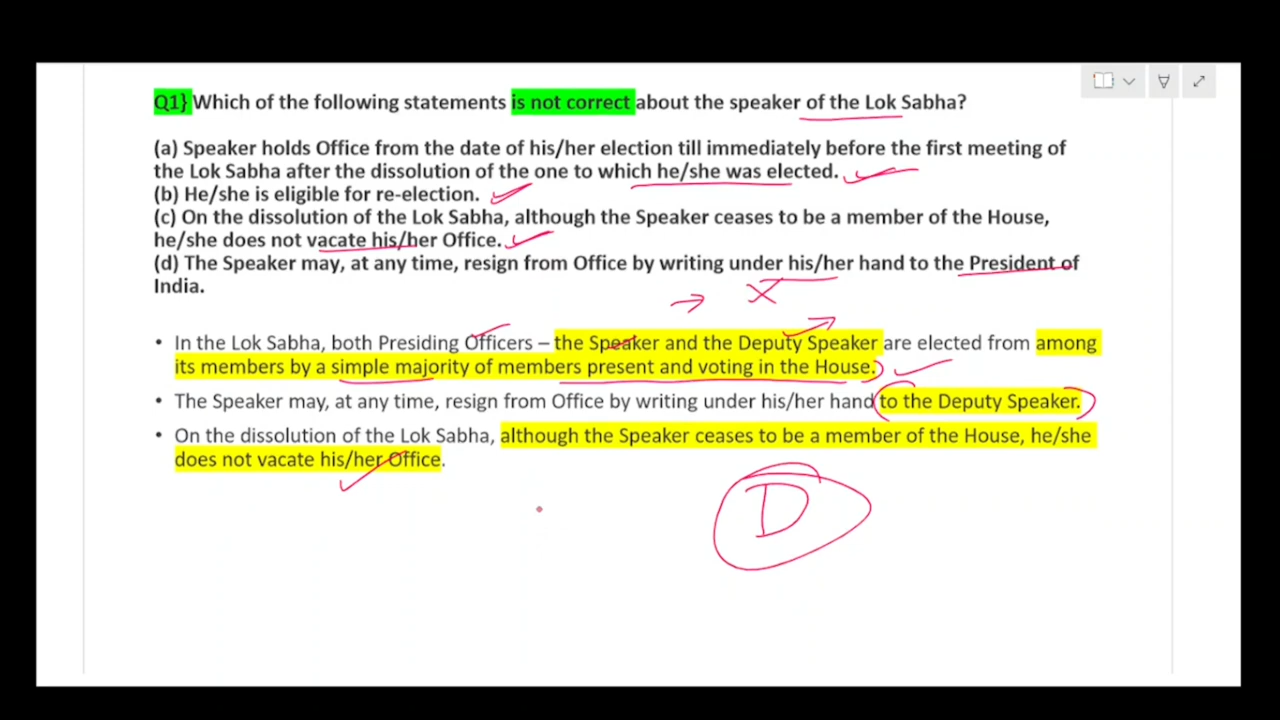 Q1} Which of the following statements is not correct about the speaker of the Lok Sabha?
(a) Speaker holds Office from the date of his/her election till immediately before the first meeting of
the Lok Sabha after the dissolution of the one to which he/she was elected.
(b) He/she is eligible for re-election.
(c) On the dissolution of the Lok Sabha, although the Speaker ceases to be a member of the House,
he/she does not vacate his/her Office.
(d) The Speaker may, at any time, resign from Office by writing under his/her hand to the President of
India.
• In the Lok Sabha, both Presiding Officers – the Speaker and the Deputy Speaker are elected from among
its members by a simple majority of members present and voting in the House.
• The Speaker may, at any time, resign from Office by writing under his/her hand to the Deputy Speaker.
• On the dissolution of the Lok Sabha, although the Speaker ceases to be a member of the House, he/she
does not vacate his/her Office.
D